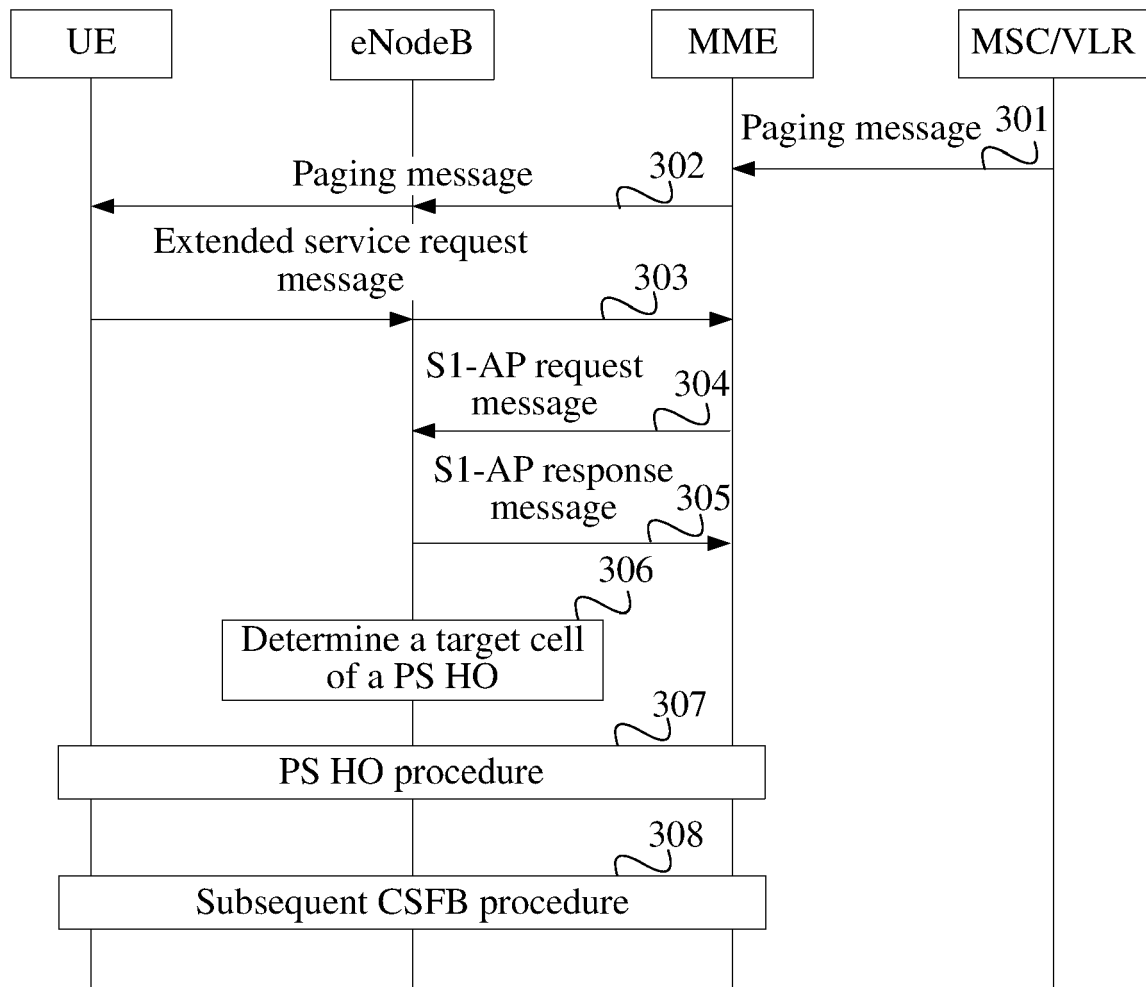 UE
eNodeB
MME
MSC/VLR
Paging message
301
Paging message
302
Extended service request
message
303
S1-AP request
message
304
S1-AP response
message
305
306
Determine a target cell
of a PS HO
307
PS HO procedure
308
Subsequent CSFB procedure